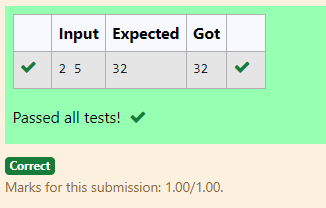 Input Expected Got
2 5 32 32
Passed all tests!
Correct
Marks for this submission: 1.00/1.00.